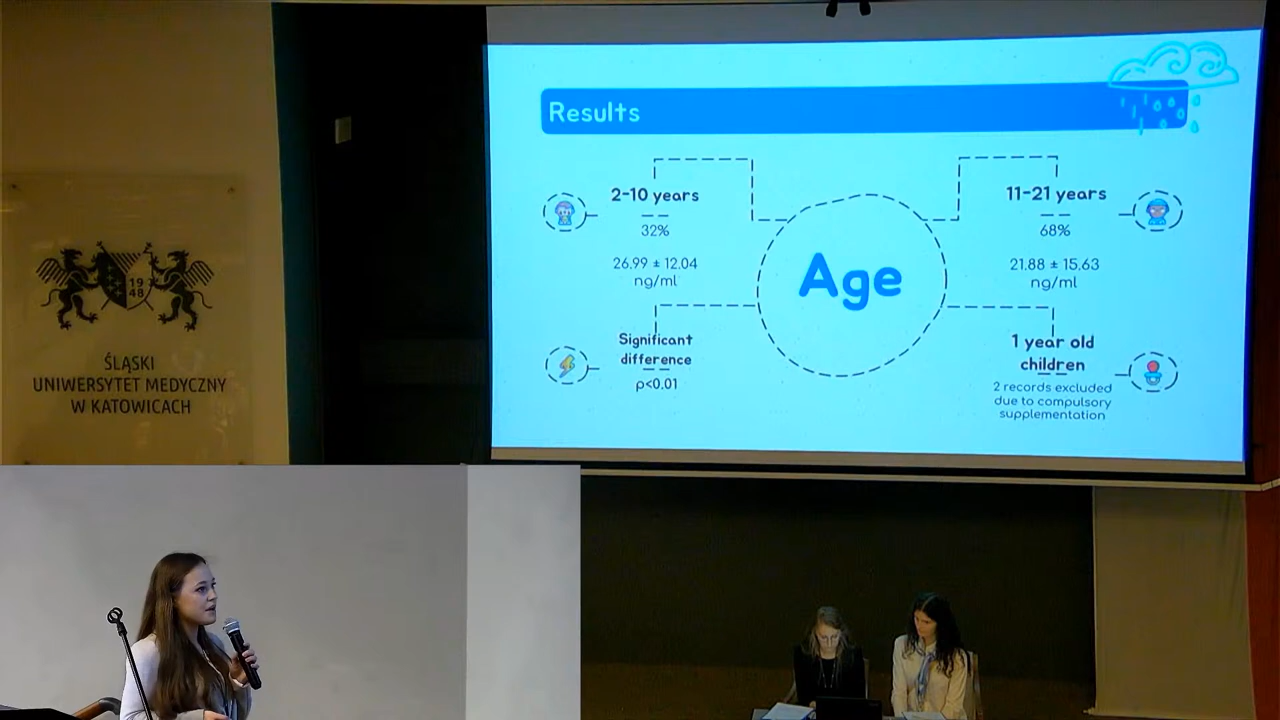 Results
2-10 years
32%
26.99 ± 12.04
ng/ml
11-21 years
68%
21.88 ± 15.63
ng/ml
Age
Significant
difference
ρ<0.01
1 year old
children
2 records excluded
due to compulsory
supplementation
19
48
ŚLĄSKI
UNIWERSYTET MEDYCZNY
W KATOWICACH